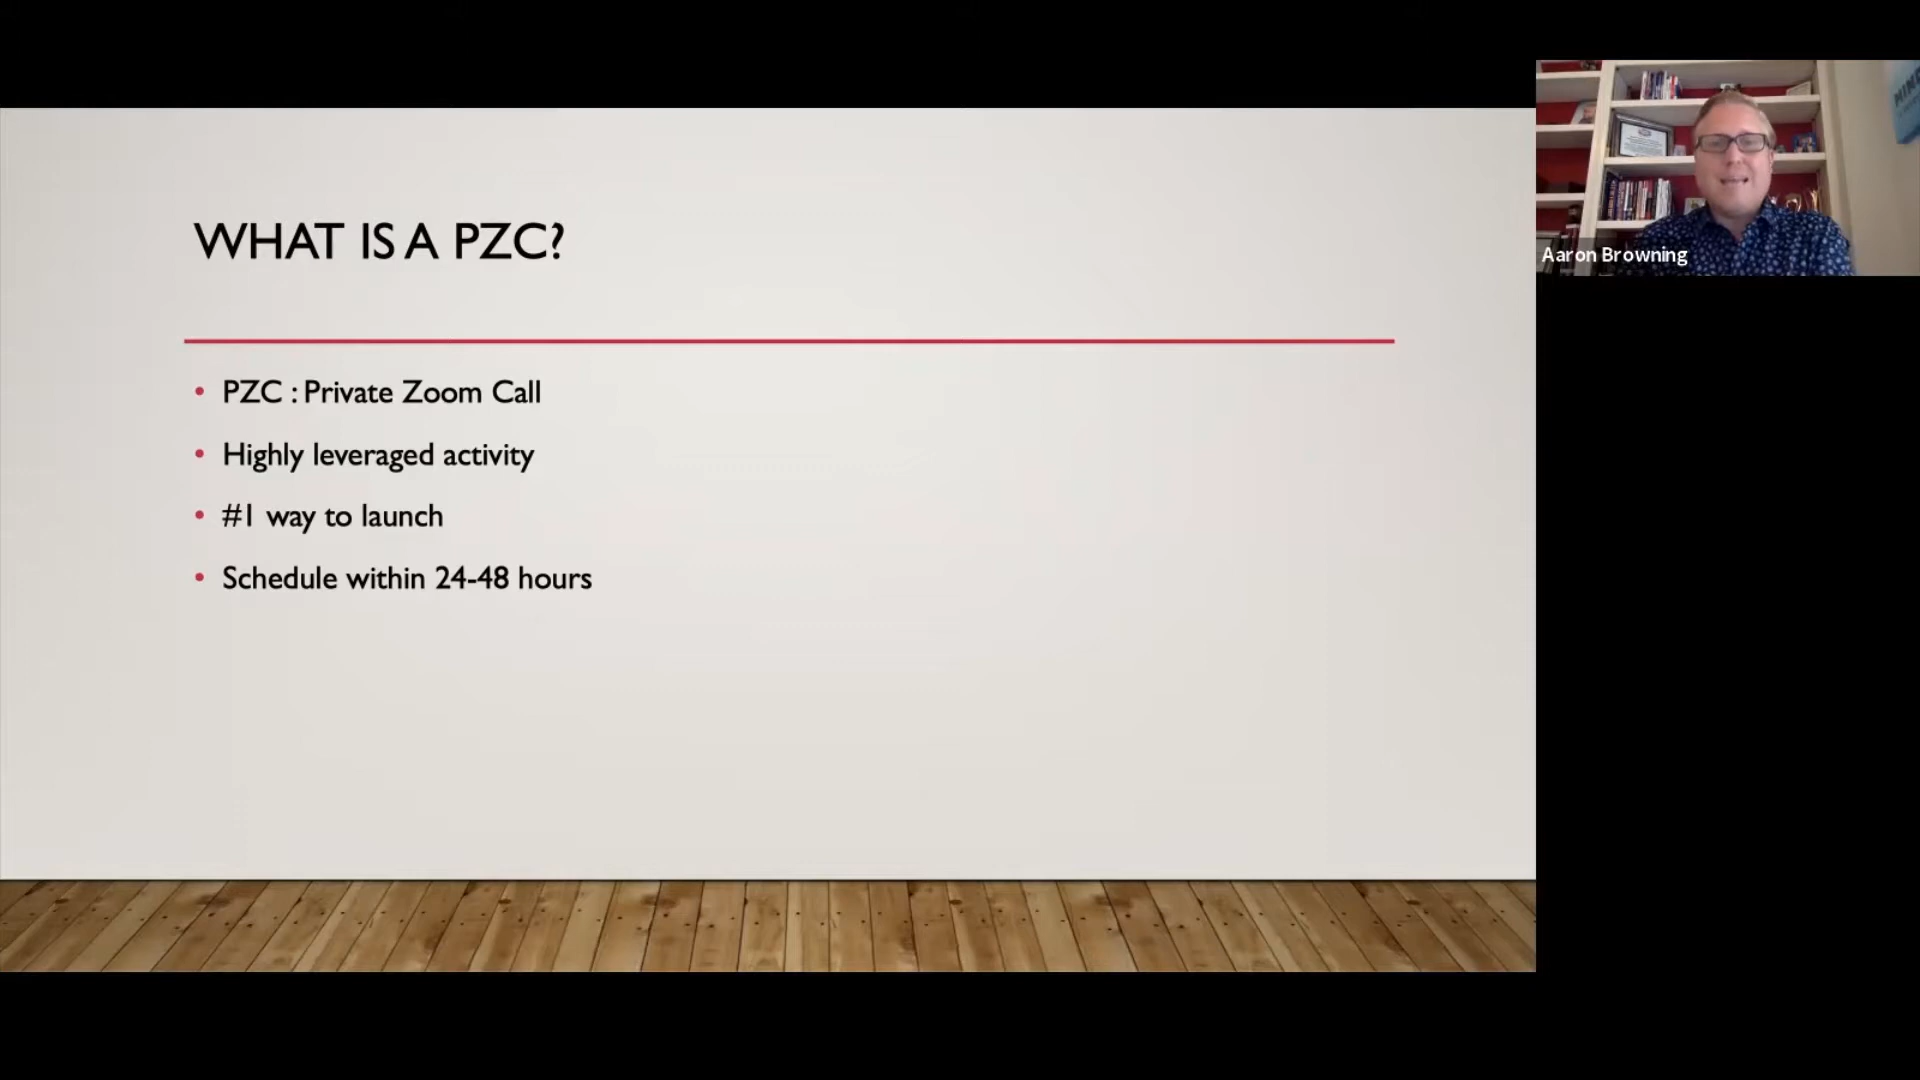 WHAT IS A PZC?
PZC : Private Zoom Call
Highly leveraged activity
#1 way to launch
Schedule within 24-48 hours
Aaron Browning